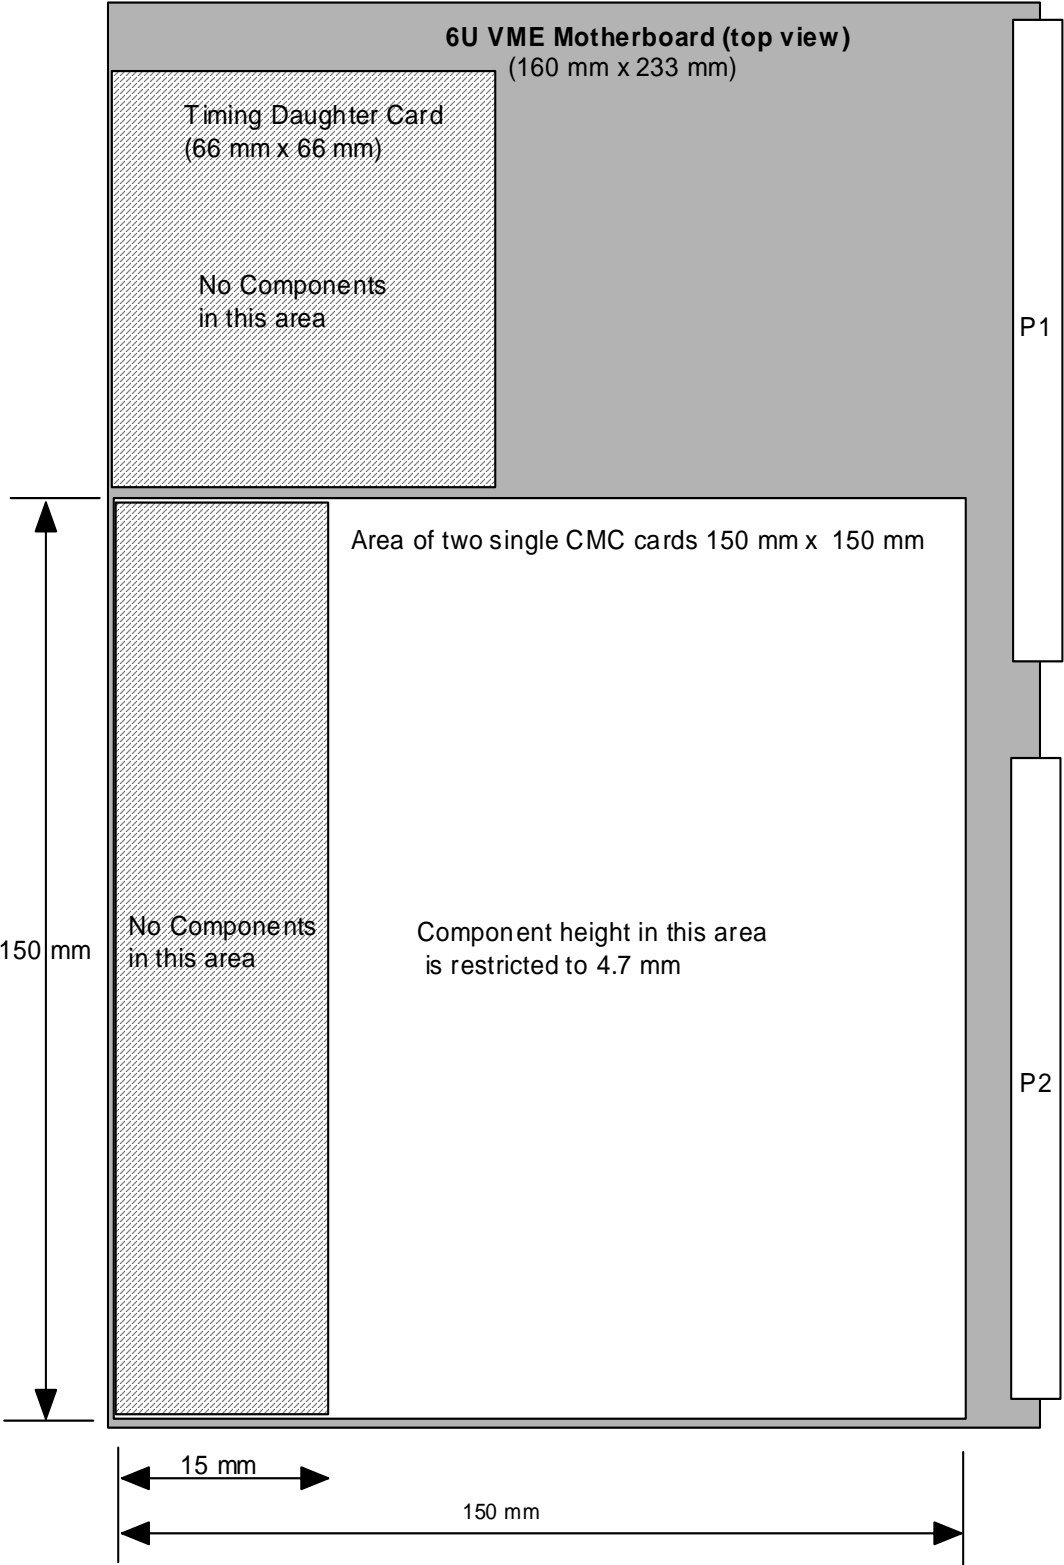 6U VME Motherboard (top view)
(160 mm x 233 mm)
Timing Daughter Card
(66 mm x 66 mm)
No Components
in this area
P1
Area of two single CMC cards 150 mm x 150 mm
No Components
in this area
Component height in this area
is restricted to 4.7 mm
150 mm
P2
15 mm
150 mm